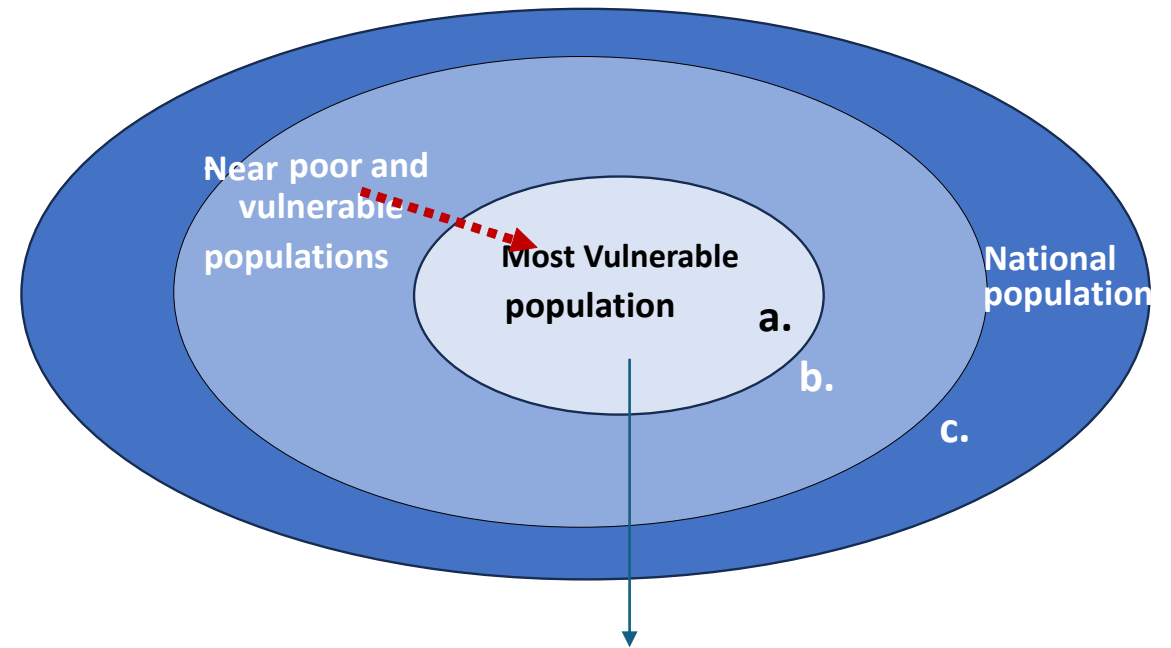 Near poor and
vulnerable
populations
Most Vulnerable
population
National
population
a.
b.
c.